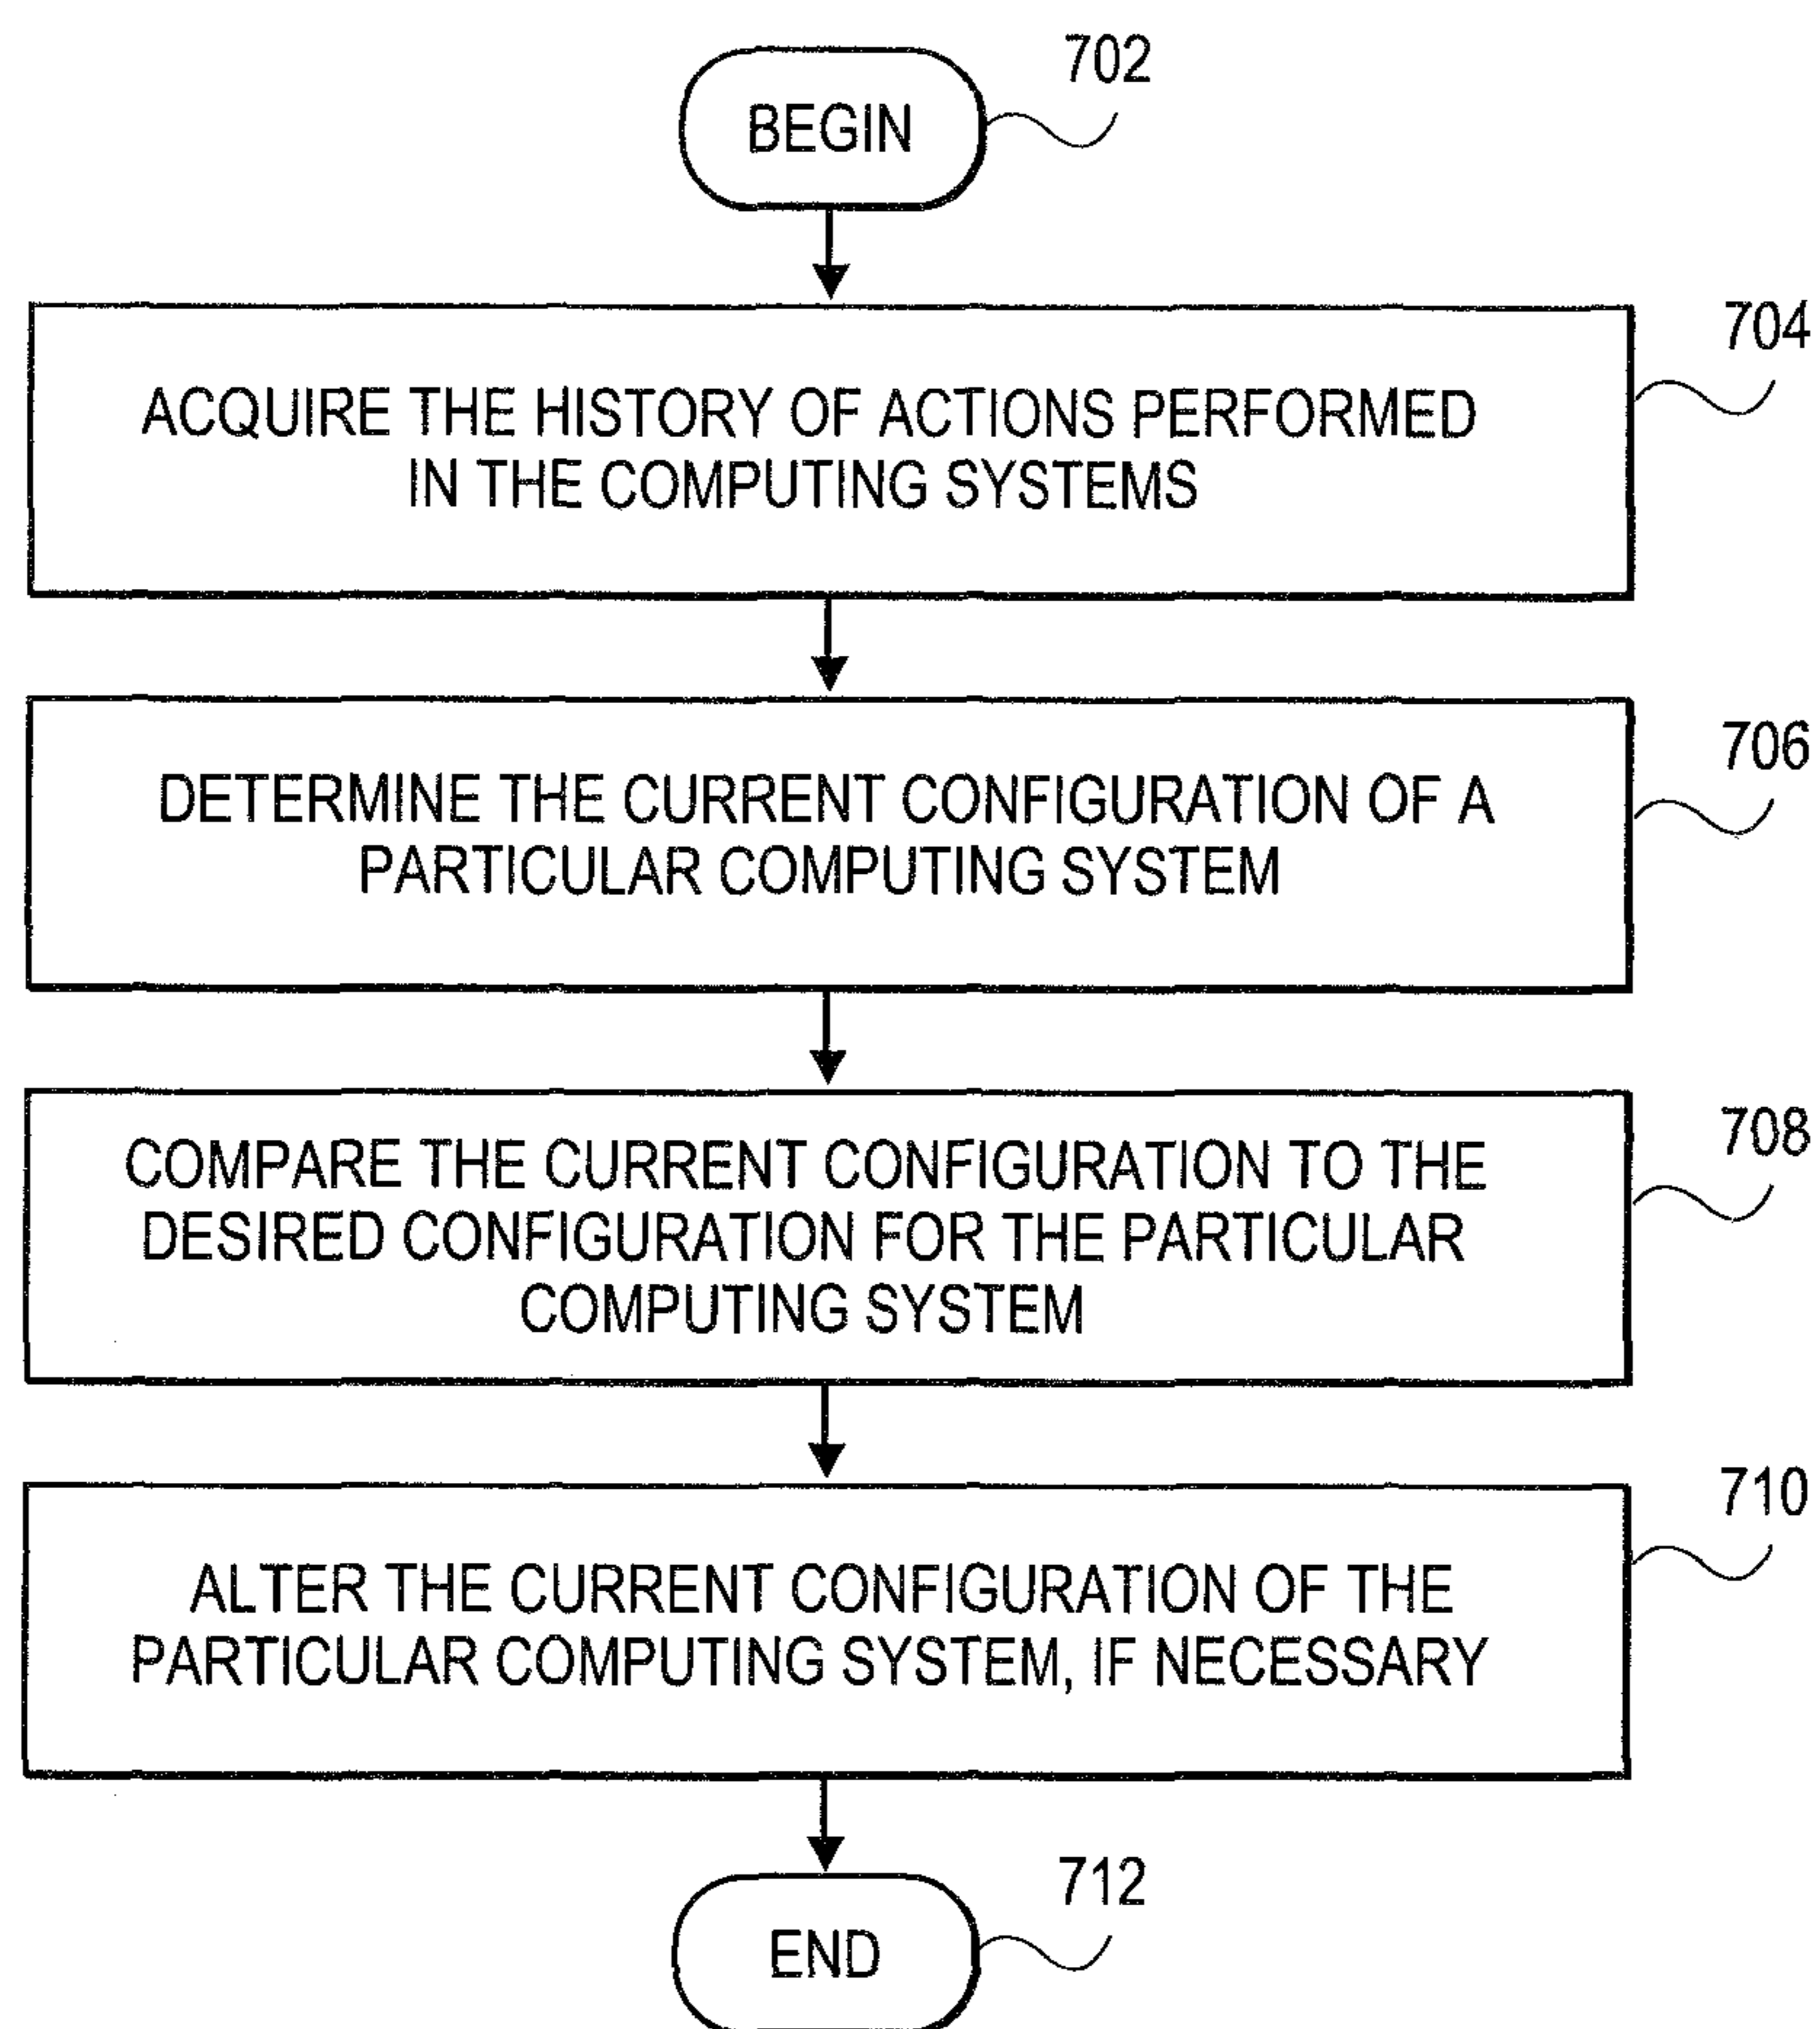 702
BEGIN
704
ACQUIRE THE HISTORY OF ACTIONS PERFORMED
IN THE COMPUTING SYSTEMS
706
DETERMINE THE CURRENT CONFIGURATION OF A
PARTICULAR COMPUTING SYSTEM
708
COMPARE THE CURRENT CONFIGURATION TO THE
DESIRED CONFIGURATION FOR THE PARTICULAR
COMPUTING SYSTEM
710
ALTER THE CURRENT CONFIGURATION OF THE
PARTICULAR COMPUTING SYSTEM, IF NECESSARY
712
END